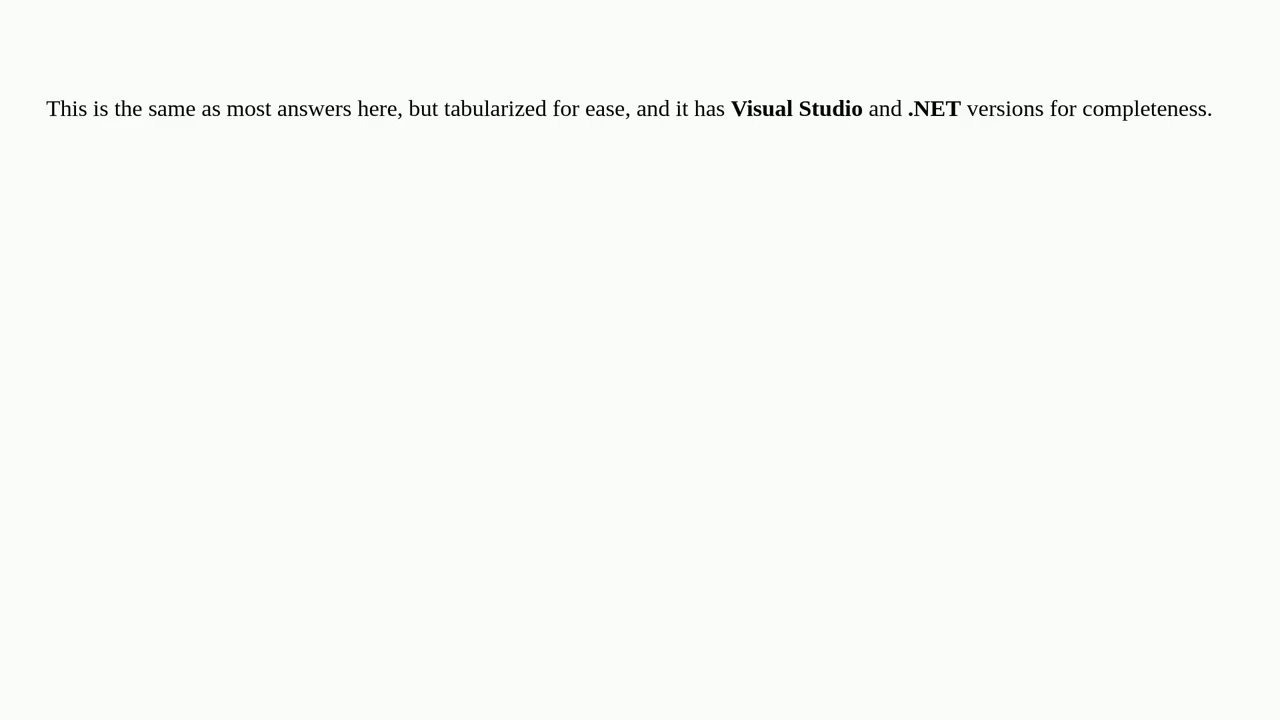 This is the same as most answers here, but tabularized for ease, and it has Visual Studio and .NET versions for completeness.